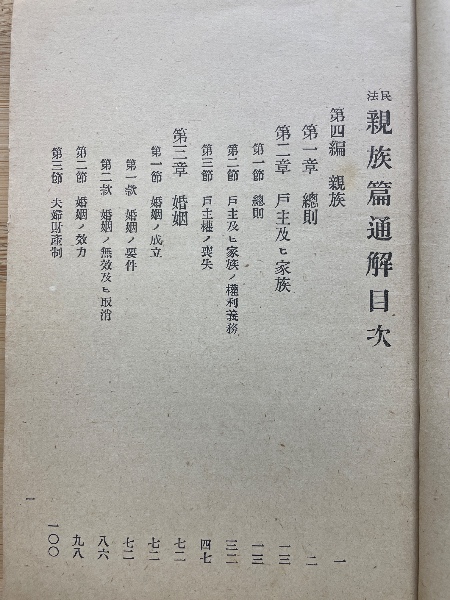 民法
親族篇通解目次
第四編 親族 一
第一章 總則 二
第二章 戸主及ヒ家族 一三
第一節 總則 一三
第二節 戸主及ヒ家族ノ權利義務 三二
第三節 戸主權ノ喪失 四七
第三章 婚姻 七二
第一節 婚姻ノ成立 七二
第一款 婚姻ノ要件 七二
第二款 婚姻ノ無效及ヒ取消 八六
第二節 婚姻ノ效力 九八
第三節 夫婦財產制 一〇〇
一